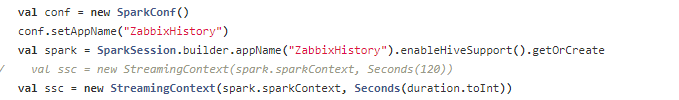 val conf = new SparkConf()
conf.setAppName("ZabbixHistory")
val spark = SparkSession.builder.appName("ZabbixHistory").enableHiveSupport().getOrCreate
/ val ssc = new StreamingContext(spark.sparkContext, Seconds(120))
val ssc = new StreamingContext(spark.sparkContext, Seconds(duration.toInt))